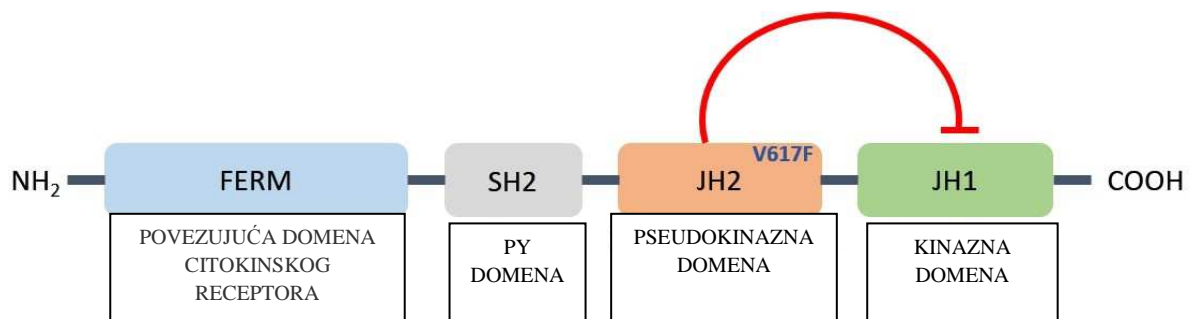 V617F
NH₂
FERM
SH2
JH2
JH1
COOH
POVEZUJUĆA DOMENA
CITOKINSKOG
RECEPTORA
PY
DOMENA
PSEUDOKINAZNA
DOMENA
KINAZNA
DOMENA